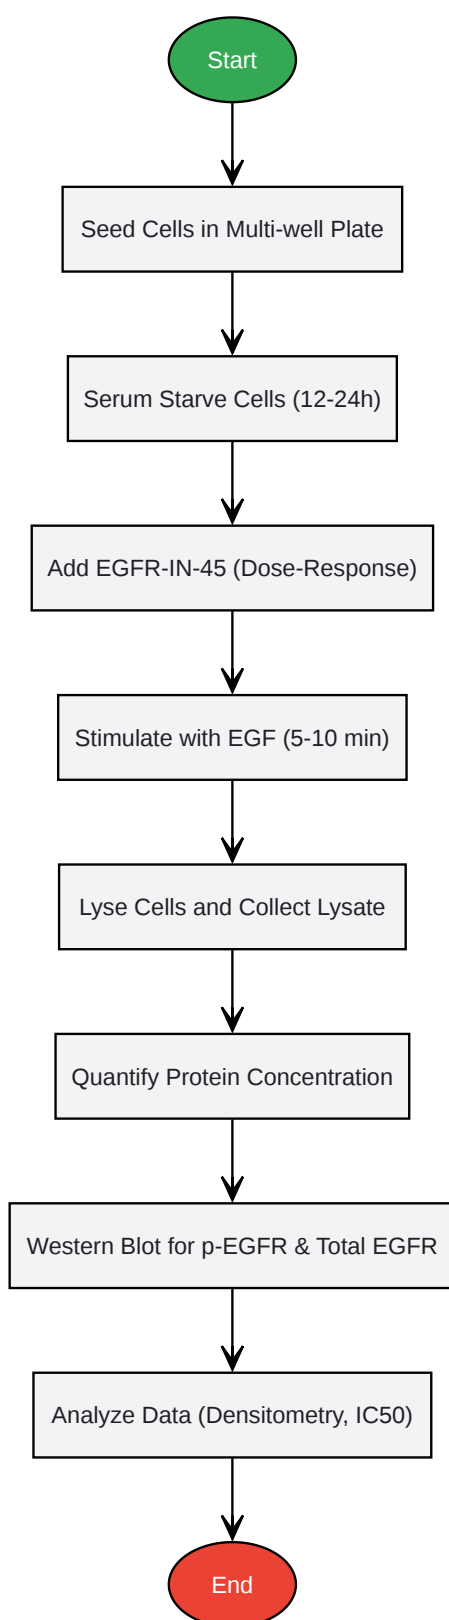 Start
Seed Cells in Multi-well Plate
Serum Starve Cells (12-24h)
Add EGFR-IN-45 (Dose-Response)
Stimulate with EGF (5-10 min)
Lyse Cells and Collect Lysate
Quantify Protein Concentration
Western Blot for p-EGFR & Total EGFR
Analyze Data (Densitometry, IC50)
End